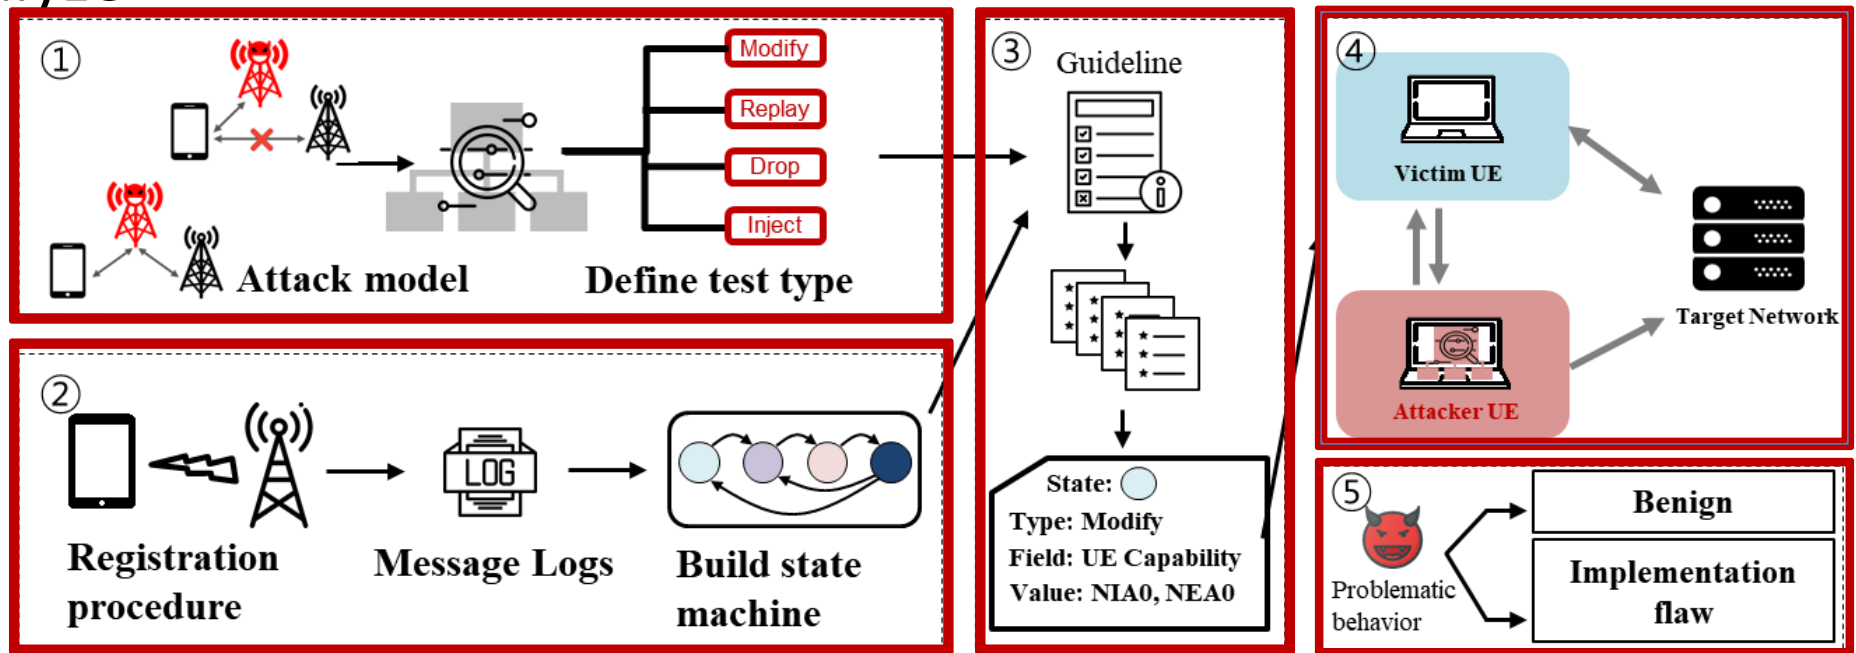 ①
Modify
Replay
Drop
Inject
Attack model
Define test type
②
LOG
Registration
procedure
Message Logs
Build state
machine
③
Guideline
i
State:
Type: Modify
Field: UE Capability
Value: NIA0, NEA0
④
Victim UE
Target Network
Attacker UE
⑤
Problematic
behavior
Benign
Implementation
flaw